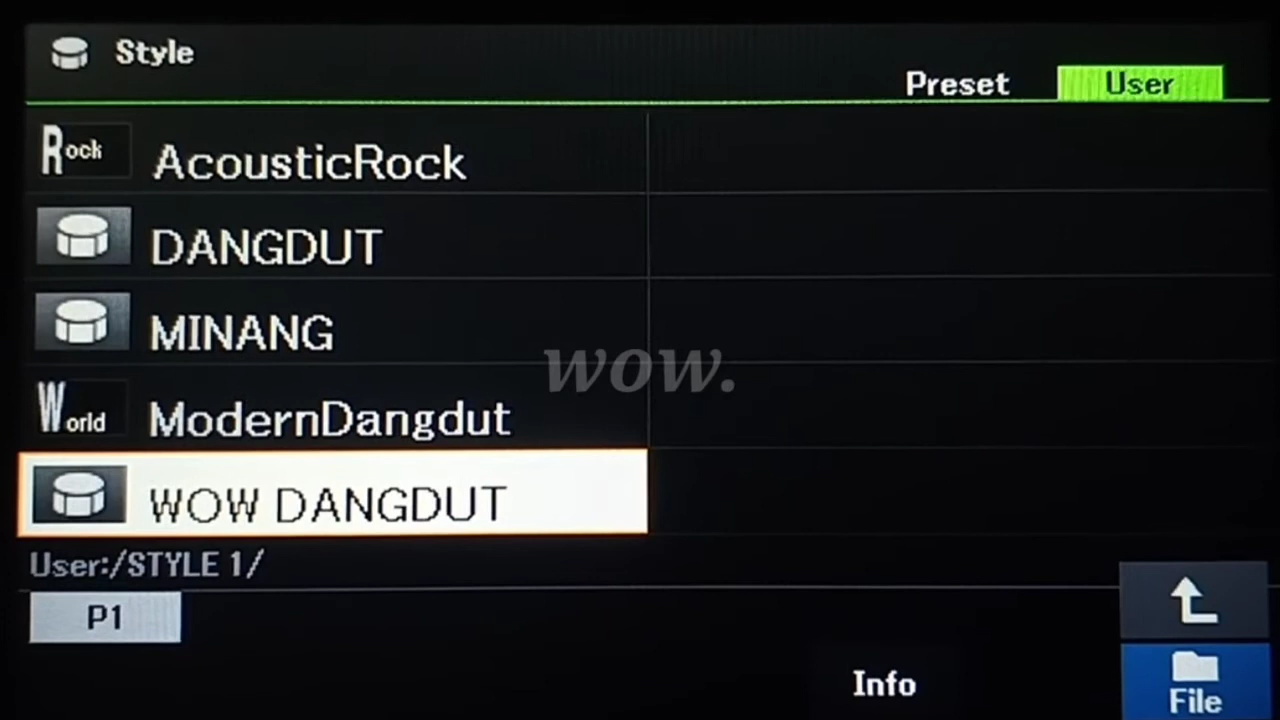 Style
Preset
User
Rock
AcousticRock
DANGDUT
MINANG
wow.
World
ModernDangdut
WOW DANGDUT
User:/STYLE 1/
P1
Info
File